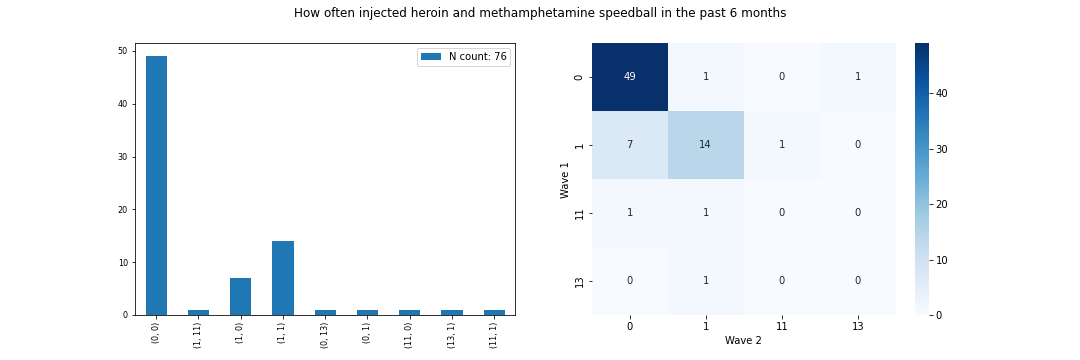 How often injected heroin and methamphetamine speedball in the past 6 months
50
40
30
20
10
0
N count: 76
(0, 0)
(1, 11)
(1, 0)
(1, 1)
(0, 13)
(0, 1)
(11, 0)
(13, 1)
(11, 1)
Wave 1
0
1
11
13
49 1 0 1
7 14 1 0
1 1 0 0
0 1 0 0
0 1 11 13
Wave 2
40
30
20
10
0